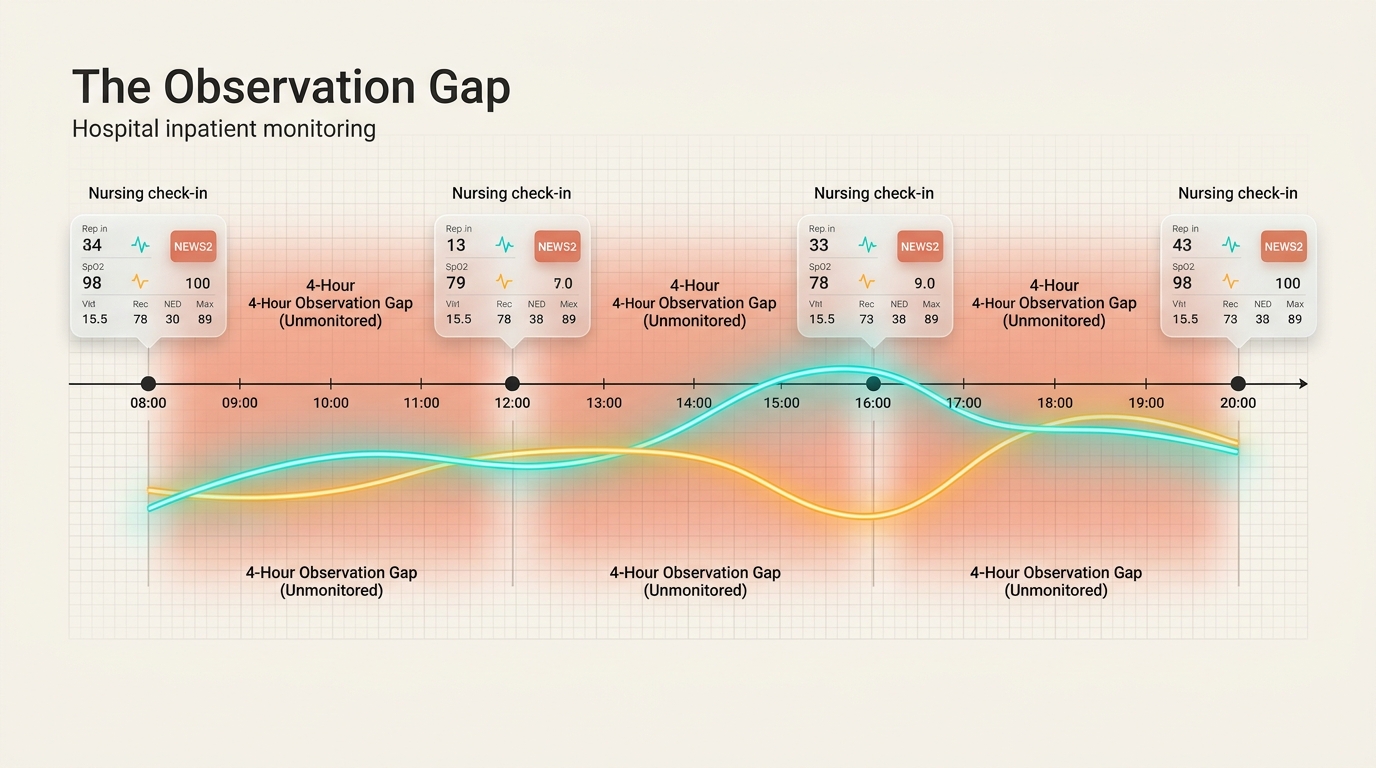 The Observation Gap
Hospital inpatient monitoring
Nursing check-in
Rep.in
34
NEWS2
SpO2
98
100
Vld
Rec
NED
Max
15.5
78
30
89
4-Hour
4-Hour Observation Gap
(Unmonitored)
Nursing check-in
Rep.in
13
NEWS2
SpO2
79
7.0
Rec
NED
Mex
15.5
78
38
89
4-Hour
4-Hour Observation Gap
(Unmonitored)
Nursing check-in
Rep.in
33
NEWS2
SpO2
78
9.0
Rec
NED
Max
15.5
73
38
89
4-Hour
4-Hour Observation Gap
(Unmonitored)
Nursing check-in
Rep.in
43
NEWS2
SpO2
98
100
Rec
NED
Max
15.5
73
38
89
08:00
09:00
10:00
11:00
12:00
13:00
14:00
15:00
16:00
17:00
18:00
19:00
20:00
4-Hour Observation Gap
(Unmonitored)
4-Hour Observation Gap
(Unmonitored)
4-Hour Observation Gap
(Unmonitored)